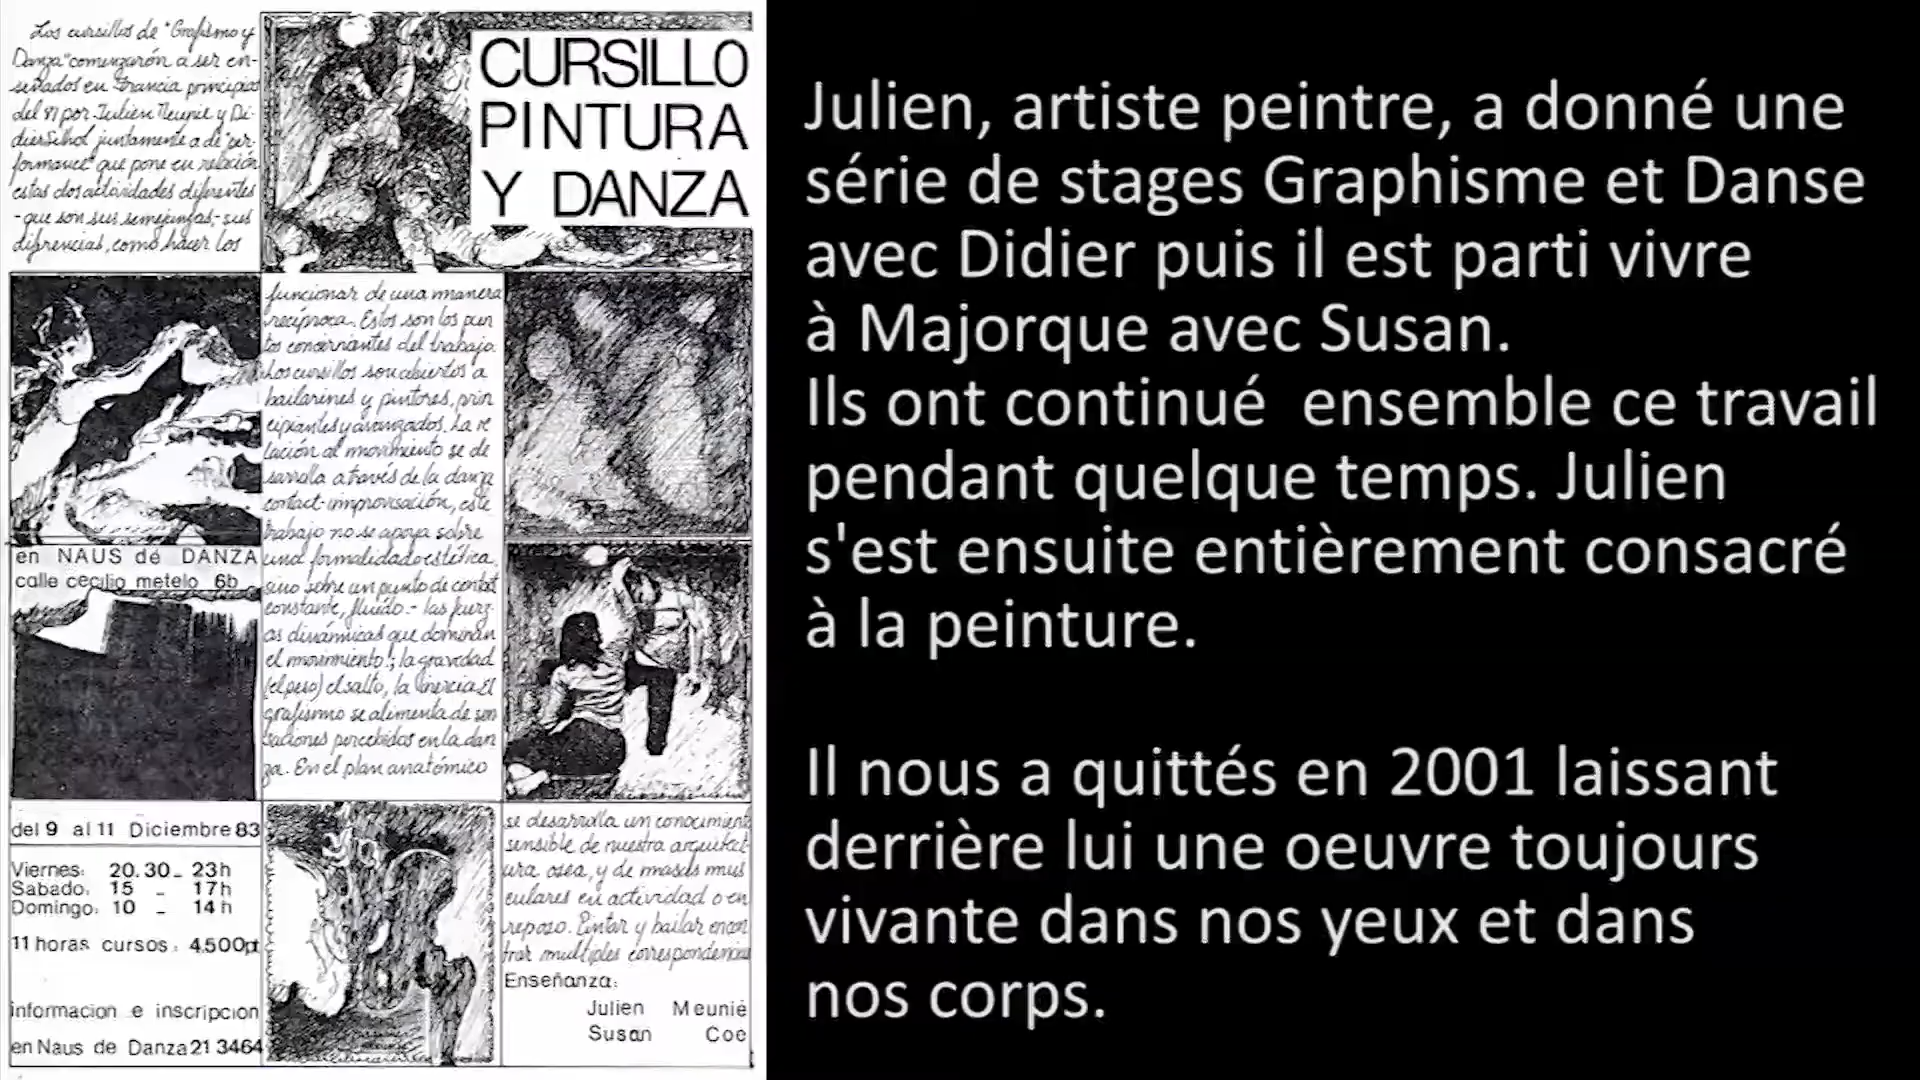 Los cursillos de "Grafismo y
Danza" comenzarón a ser en-
señados en Francia principios
del 81 por Julien Meunié y Di-
dier Silhol juntamente a de "per-
formance" que pone en relación
estas dos actividades diferentes
- que son sus semejanzas, - sus
diferencias, como hacer los
CURSILLO
PINTURA
Y DANZA
funcionar de una manera
recíproca. Estos son los pun
tos concernantes del trabajo.
Los cursillos son abiertos a
bailarines y pintores, prin
cipiantes y avanzados. La re
lación al movimiento se de
sarrolla a través de la danza
contact-improvisación, este
trabajo no se apoya sobre
una formalidad estética,
sino sobre un punto de contact
constante, fluído - las fuerz-
as dinámicas que dominan
el movimiento: la gravedad
(el peso) el salto, la inercia. El
grafismo se alimenta de sen
saciones percebidas en la dan
za. En el plan anatómico
en NAUS de DANZA
calle cecilio metelo 6b
del 9 al 11 Diciembre 83
Viernes: 20.30 - 23h
Sabado: 15 - 17h
Domingo: 10 - 14h
11 horas cursos: 4.500pt
informacion e inscripcion
en Naus de Danza 21 3464
se desarrolla un conocimient
sensible de nuestra arquitect-
ura osea, y de masas mus
culares en actividad o en
reposo. Pintar y bailar encon
trar multiples correspondencias
Enseñanza:
Julien Meunié
Susan Coe
Julien, artiste peintre, a donné une
série de stages Graphisme et Danse
avec Didier puis il est parti vivre
à Majorque avec Susan.
Ils ont continué ensemble ce travail
pendant quelque temps. Julien
s'est ensuite entièrement consacré
à la peinture.
Il nous a quittés en 2001 laissant
derrière lui une oeuvre toujours
vivante dans nos yeux et dans
nos corps.